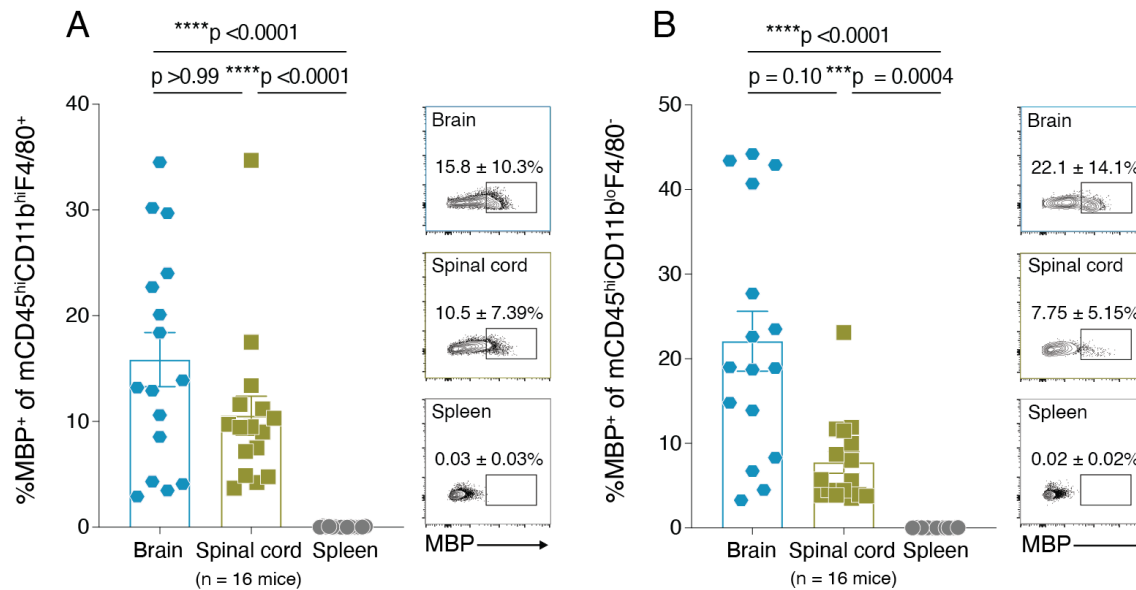 A
****p <0.0001
p >0.99 ****p <0.0001
%MBP⁺ of mCD45ʰⁱCD11bʰⁱF4/80⁺
40
30
20
10
0
Brain
Spinal cord
Spleen
(n = 16 mice)
Brain
15.8 ± 10.3%
Spinal cord
10.5 ± 7.39%
Spleen
0.03 ± 0.03%
MBP
B
****p <0.0001
p = 0.10 ***p = 0.0004
%MBP⁺ of mCD45ʰⁱCD11bˡᵒF4/80⁻
50
40
30
20
10
0
Brain
Spinal cord
Spleen
(n = 16 mice)
Brain
22.1 ± 14.1%
Spinal cord
7.75 ± 5.15%
Spleen
0.02 ± 0.02%
MBP